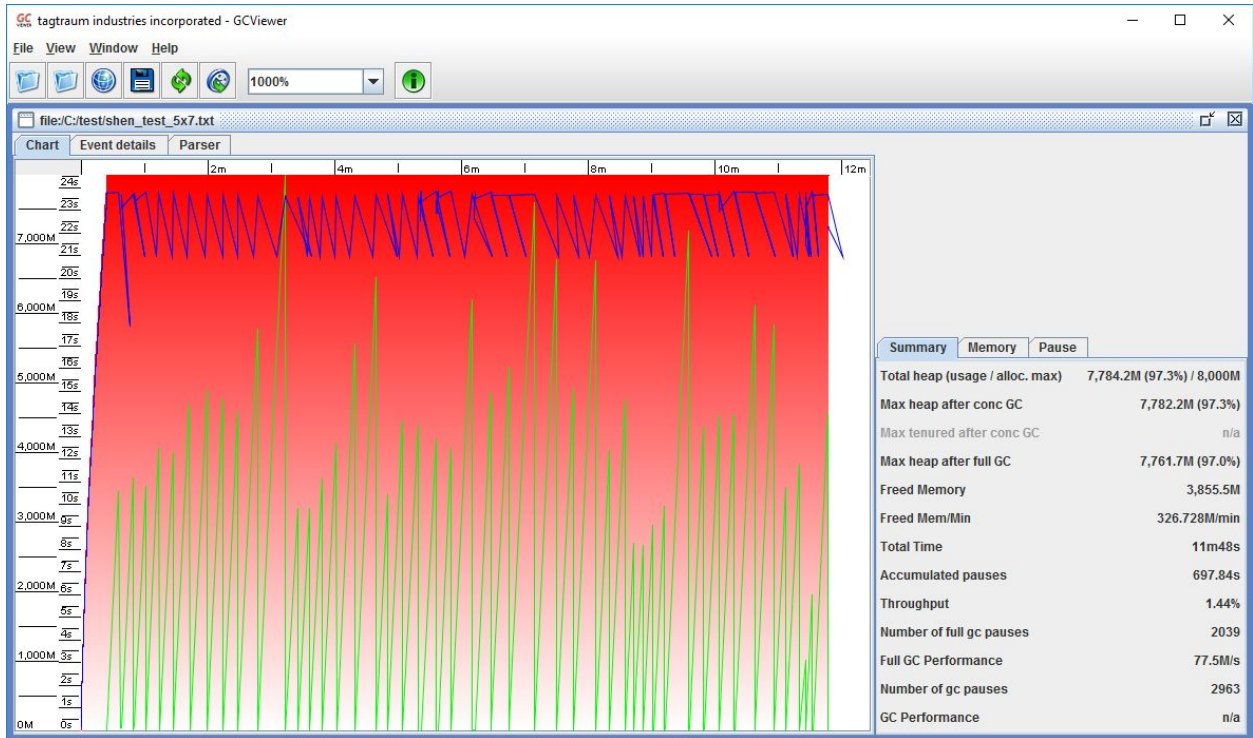 GC VIEWER tagtraum industries incorporated - GCViewer
File View Window Help
1000%
file:/C:/test/shen_test_5x7.txt
Chart Event details Parser
2m 4m 6m 8m 10m 12m
24s
23s
22s
7,000M
21s
20s
19s
6,000M
18s
17s
16s
5,000M
15s
14s
13s
4,000M
12s
11s
10s
3,000M
9s
8s
7s
2,000M
6s
5s
4s
1,000M
3s
2s
1s
0M 0s
Summary Memory Pause
Total heap (usage / alloc. max) 7,784.2M (97.3%) / 8,000M
Max heap after conc GC 7,782.2M (97.3%)
Max tenured after conc GC n/a
Max heap after full GC 7,761.7M (97.0%)
Freed Memory 3,855.5M
Freed Mem/Min 326.728M/min
Total Time 11m48s
Accumulated pauses 697.84s
Throughput 1.44%
Number of full gc pauses 2039
Full GC Performance 77.5M/s
Number of gc pauses 2963
GC Performance n/a